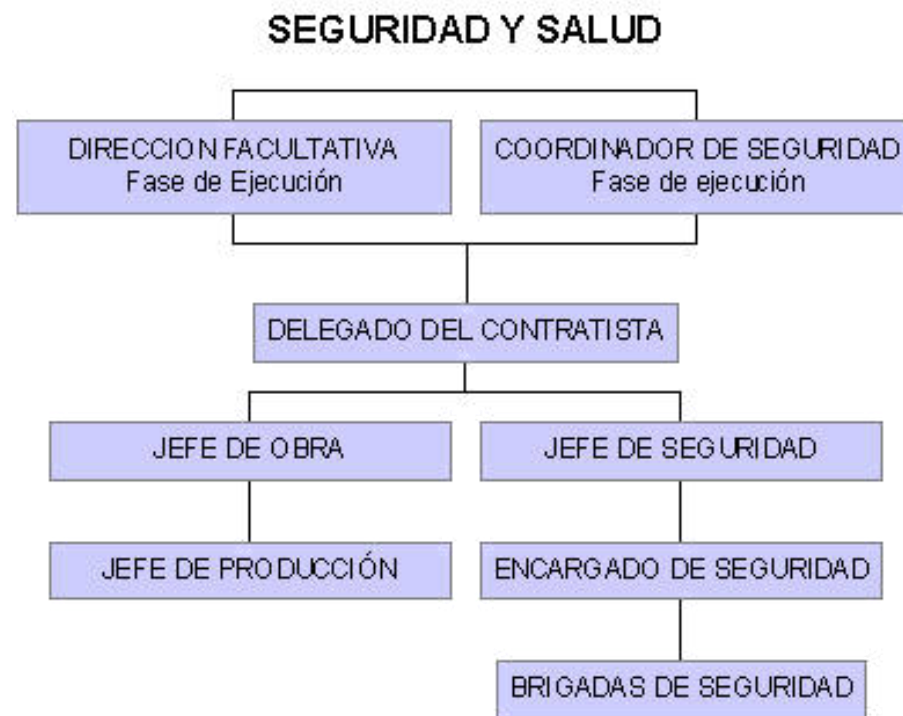 SEGURIDAD Y SALUD
DIRECCION FACULTATIVA
Fase de Ejecución
COORDINADOR DE SEGURIDAD
Fase de ejecución
DELEGADO DEL CONTRATISTA
JEFE DE OBRA
JEFE DE SEGURIDAD
JEFE DE PRODUCCIÓN
ENCARGADO DE SEGURIDAD
BRIGADAS DE SEGURIDAD